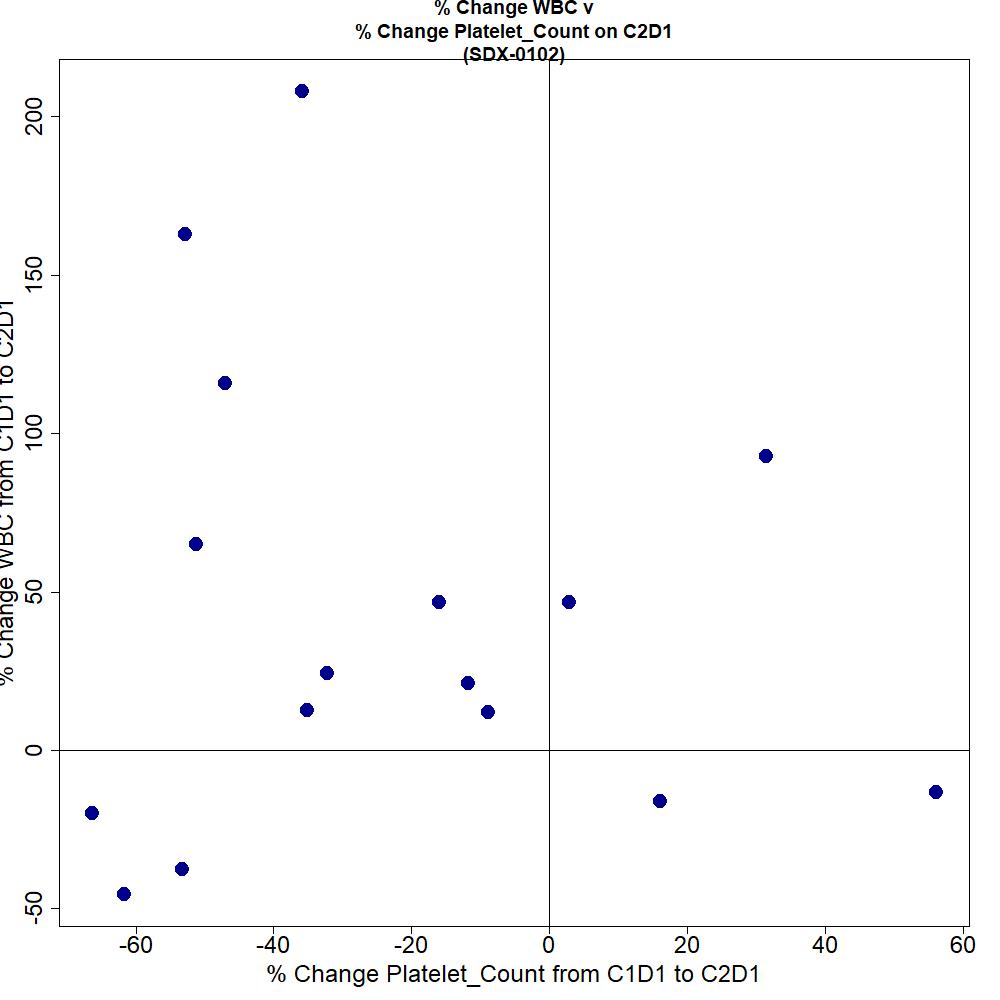 % Change WBC v
% Change Platelet_Count on C2D1
(SDX-0102)
% Change WBC from C1D1 to C2D1
200
150
100
50
0
-50
-60
-40
-20
0
20
40
60
% Change Platelet_Count from C1D1 to C2D1